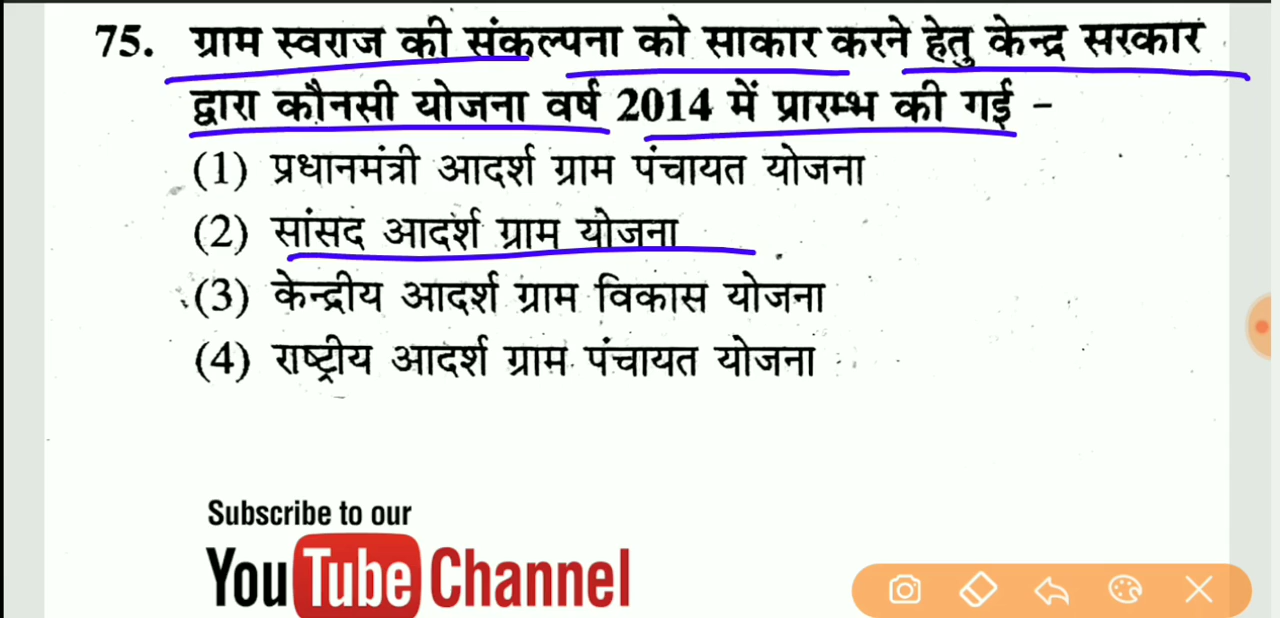 75. ग्राम स्वराज की संकल्पना को साकार करने हेतु केन्द्र सरकार
द्वारा कौनसी योजना वर्ष 2014 में प्रारम्भ की गई -
(1) प्रधानमंत्री आदर्श ग्राम पंचायत योजना
(2) सांसद आदर्श ग्राम योजना
(3) केन्द्रीय आदर्श ग्राम विकास योजना
(4) राष्ट्रीय आदर्श ग्राम पंचायत योजना
Subscribe to our
YouTube Channel